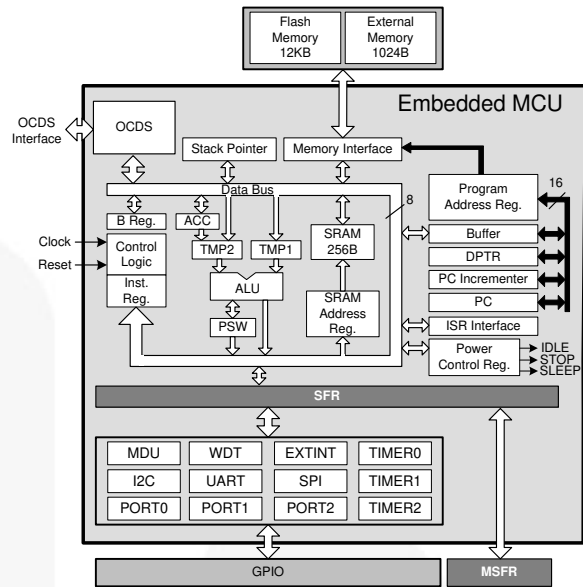 Flash
Memory
12KB
External
Memory
1024B
Embedded MCU
OCDS
Interface
OCDS
Stack Pointer
Memory Interface
Data Bus
16
Program
Address Reg.
8
B Reg.
ACC
SRAM
256B
Buffer
Clock
Control
Logic
TMP2
TMP1
DPTR
Reset
Inst.
Reg.
ALU
PC Incrementer
SRAM
Address
Reg.
PC
PSW
ISR Interface
Power
Control Reg.
IDLE
STOP
SLEEP
SFR
MDU
WDT
EXTINT
TIMER0
I2C
UART
SPI
TIMER1
PORT0
PORT1
PORT2
TIMER2
GPIO
MSFR